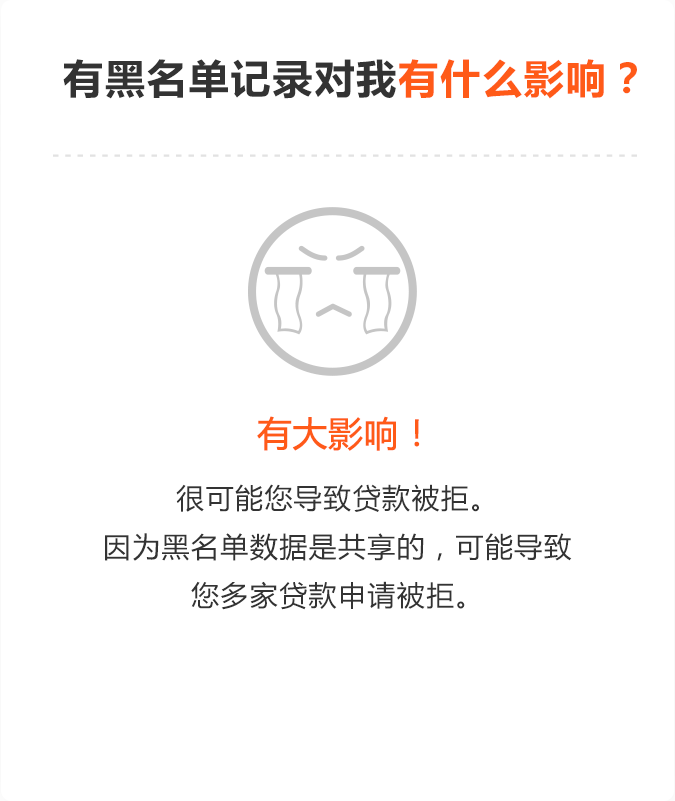 有黑名单记录对我有什么影响？
有大影响！
很可能您导致贷款被拒。
因为黑名单数据是共享的，可能导致
您多家贷款申请被拒。